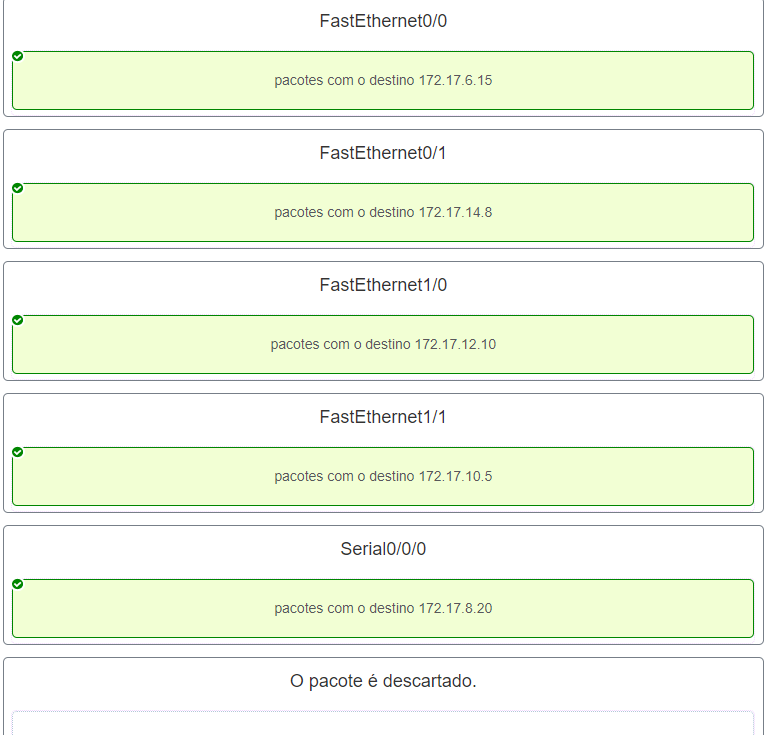 FastEthernet0/0
pacotes com o destino 172.17.6.15
FastEthernet0/1
pacotes com o destino 172.17.14.8
FastEthernet1/0
pacotes com o destino 172.17.12.10
FastEthernet1/1
pacotes com o destino 172.17.10.5
Serial0/0/0
pacotes com o destino 172.17.8.20
O pacote é descartado.